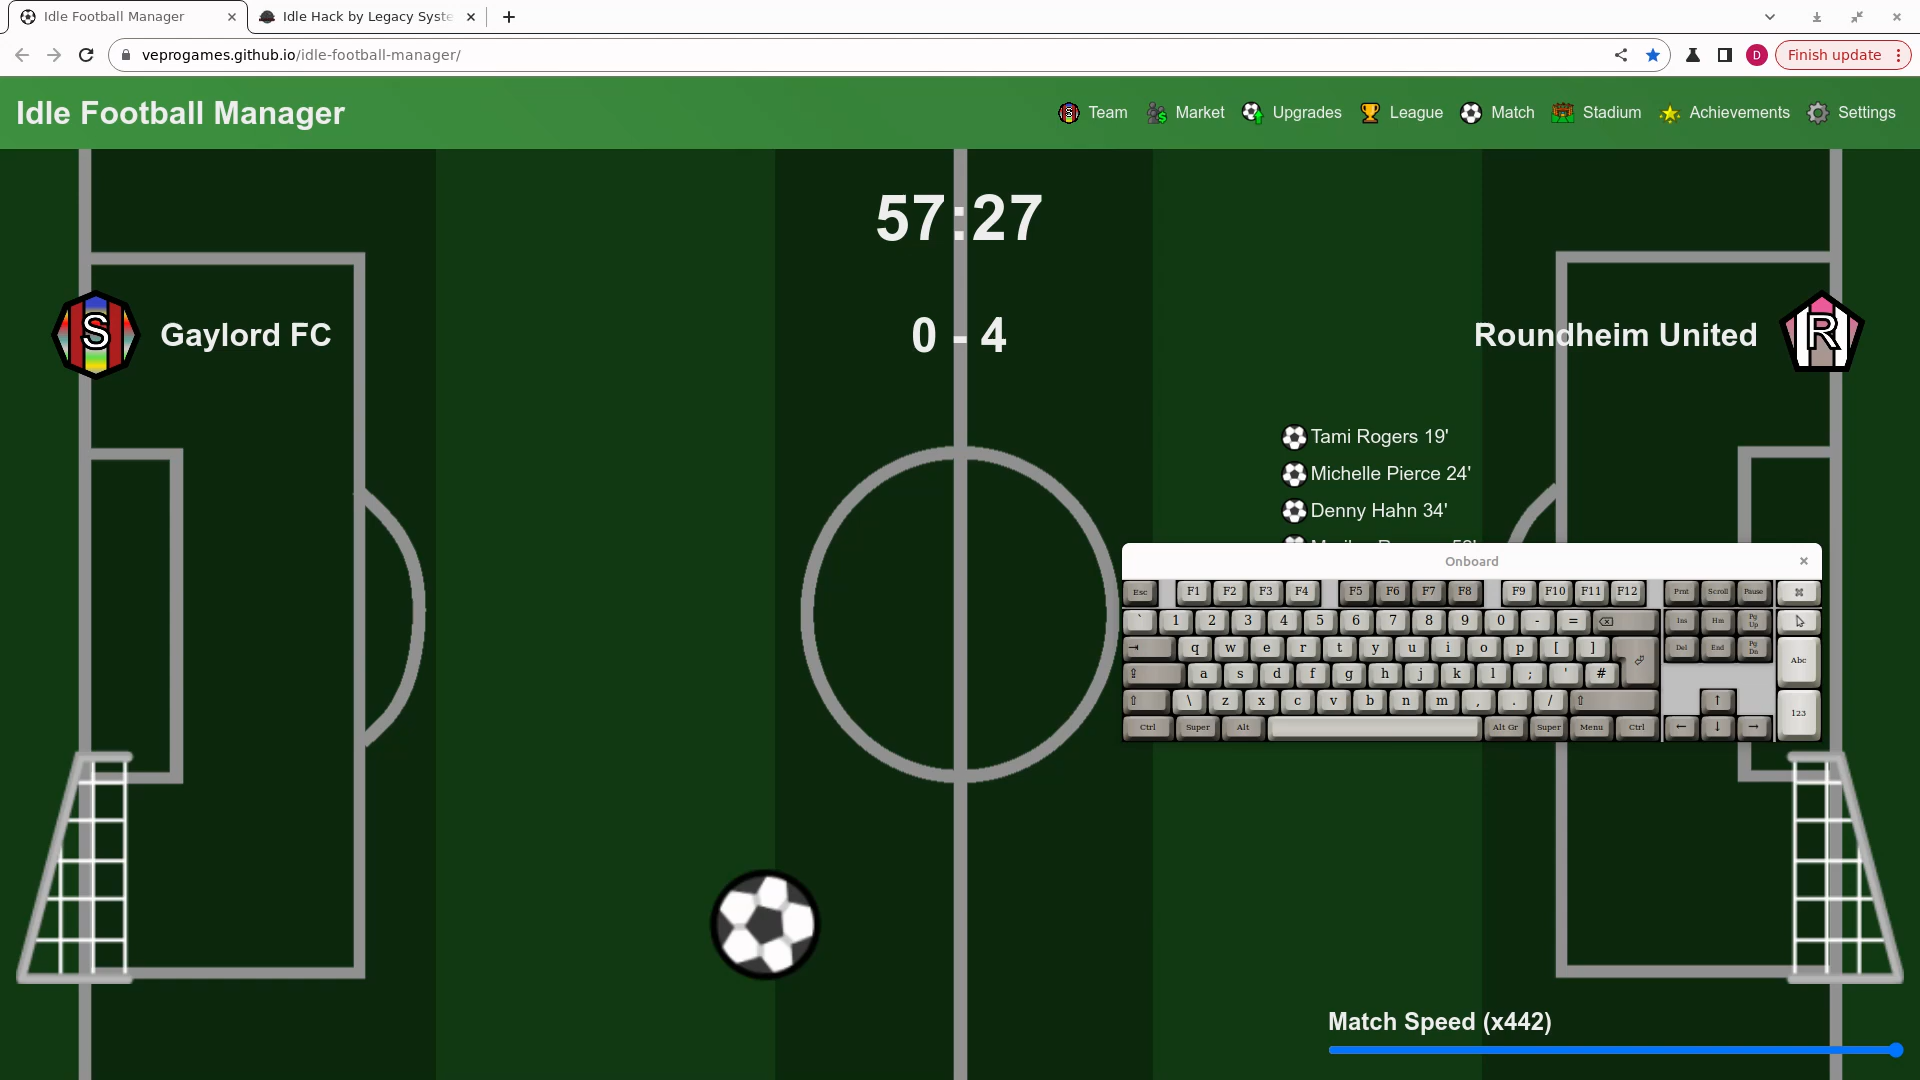 Idle Football Manager
Idle Hack by Legacy Syste
veprogames.github.io/idle-football-manager/
D
Finish update
Idle Football Manager
Team
Market
Upgrades
League
Match
Stadium
Achievements
Settings
57:27
S
Gaylord FC
0 - 4
Roundheim United
R
Tami Rogers 19'
Michelle Pierce 24'
Denny Hahn 34'
Onboard
Esc F1 F2 F3 F4 F5 F6 F7 F8 F9 F10 F11 F12 Prnt Scroll Pause
` 1 2 3 4 5 6 7 8 9 0 - = Ins Hm Pg Up
q w e r t y u i o p [ ] Del End Pg Dn Abc
a s d f g h j k l ; ' #
\ z x c v b n m , . / 123
Ctrl Super Alt Alt Gr Super Menu Ctrl
Match Speed (x442)